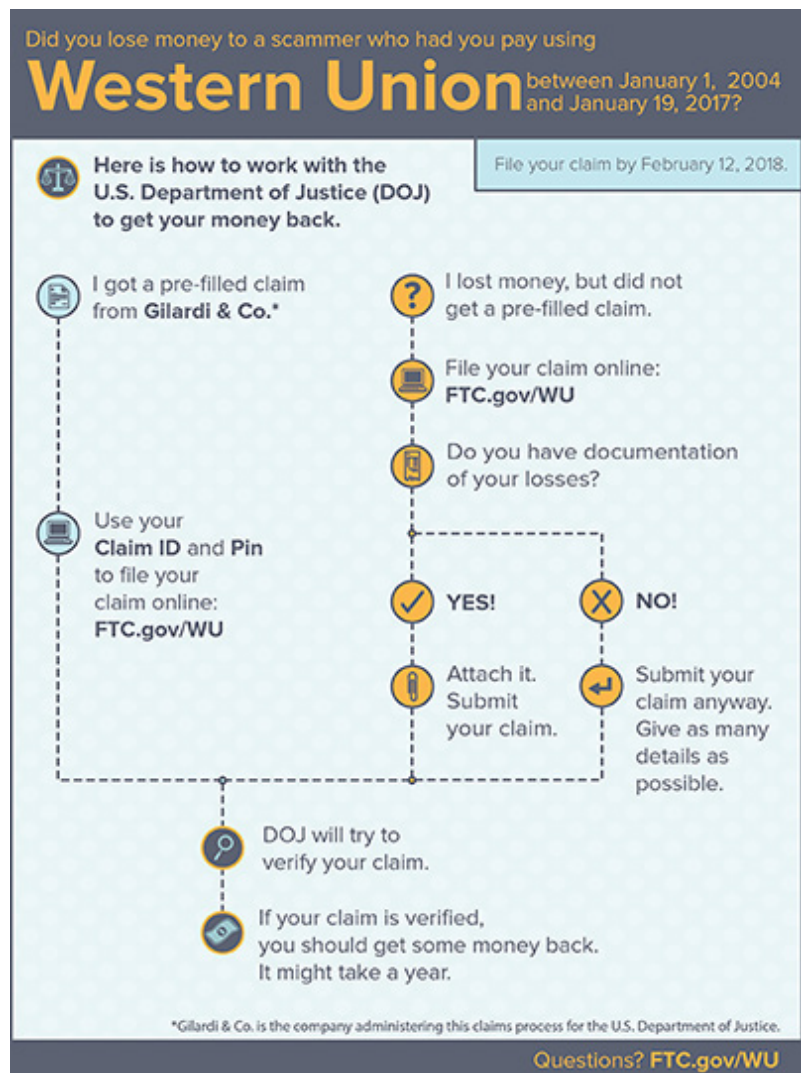 Did you lose money to a scammer who had you pay using
Western Union
between January 1, 2004
and January 19, 2017?
Here is how to work with the
U.S. Department of Justice (DOJ)
to get your money back.
File your claim by February 12, 2018.
I got a pre-filled claim
from Gilardi & Co.*
Use your
Claim ID and Pin
to file your
claim online:
FTC.gov/WU
I lost money, but did not
get a pre-filled claim.
File your claim online:
FTC.gov/WU
Do you have documentation
of your losses?
YES!
Attach it.
Submit
your claim.
NO!
Submit your
claim anyway.
Give as many
details as
possible.
DOJ will try to
verify your claim.
If your claim is verified,
you should get some money back.
It might take a year.
*Gilardi & Co. is the company administering this claims process for the U.S. Department of Justice.
Questions? FTC.gov/WU